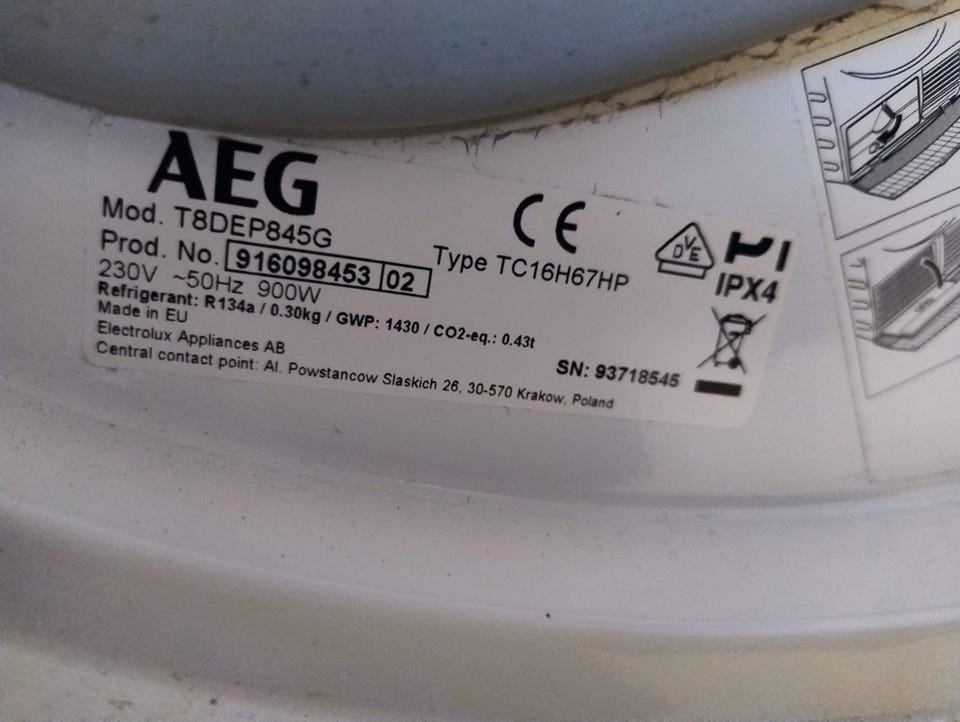 AEG
Mod. T8DEP845G
Prod. No. 916098453 02
230V ~50Hz 900W
Type TC16H67HP
CE
DVE
IPX4
Refrigerant: R134a / 0.30kg / GWP: 1430 / CO2-eq.: 0.43t
Made in EU
Electrolux Appliances AB
SN: 93718545
Central contact point: Al. Powstancow Slaskich 26, 30-570 Krakow, Poland